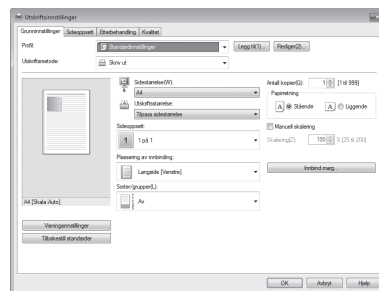 Utskriftsinnstillinger
Grunninnstillinger Sideoppsett Etterbehandling Kvalitet
Profil: Standardinnstillinger Legg til(1)... Rediger(2)...
Utskriftsmetode: Skriv ut
Sidestørrelse(W):
A4
Utskriftsstørrelse:
Tilpass sidestørrelse
Sideoppsett:
1 1 på 1
Plassering av innbinding:
Langside [Venstre]
Sorter/grupper(L):
Av
Antall kopier(Q): 1 [1 til 999]
Papirretning
A Stående A Liggende
Manuell skalering
Skalering(Z): 100 % [25 til 200]
Innbind.marg...
A4 [Skala:Auto]
Visningsinnstillinger
Tilbakestill standarder
OK Avbryt Hjelp